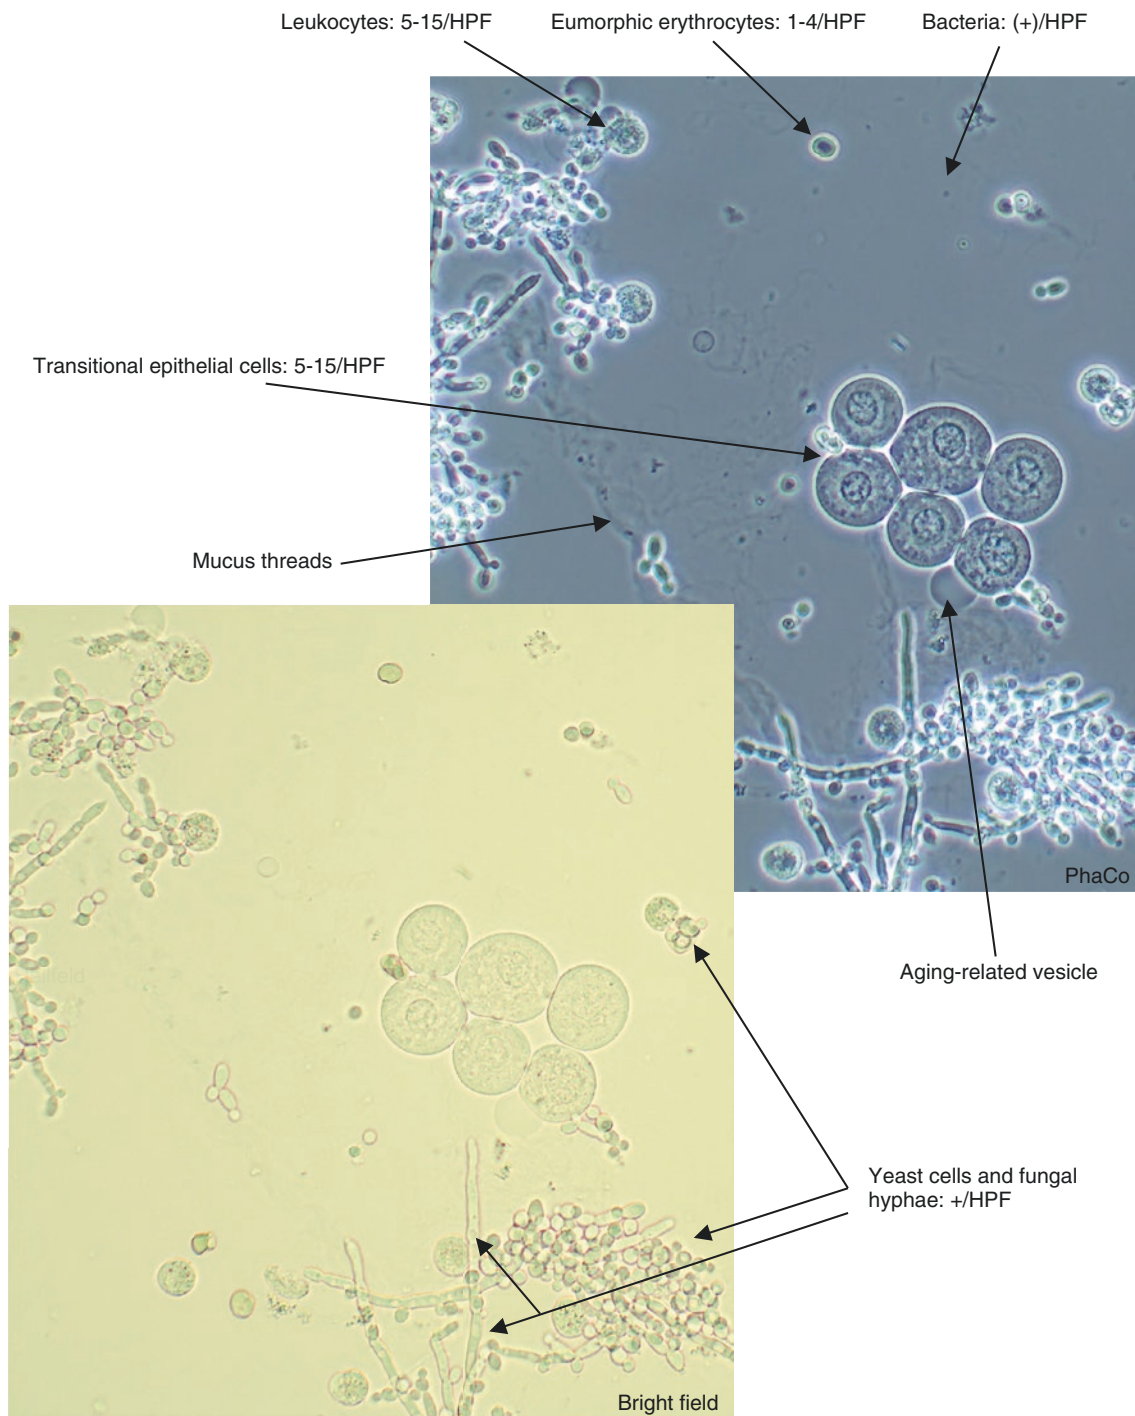 Leukocytes: 5-15/HPF
Eumorphic erythrocytes: 1-4/HPF
Bacteria: (+)/HPF
Transitional epithelial cells: 5-15/HPF
Mucus threads
PhaCo
Aging-related vesicle
Yeast cells and fungal
hyphae: +/HPF
Bright field